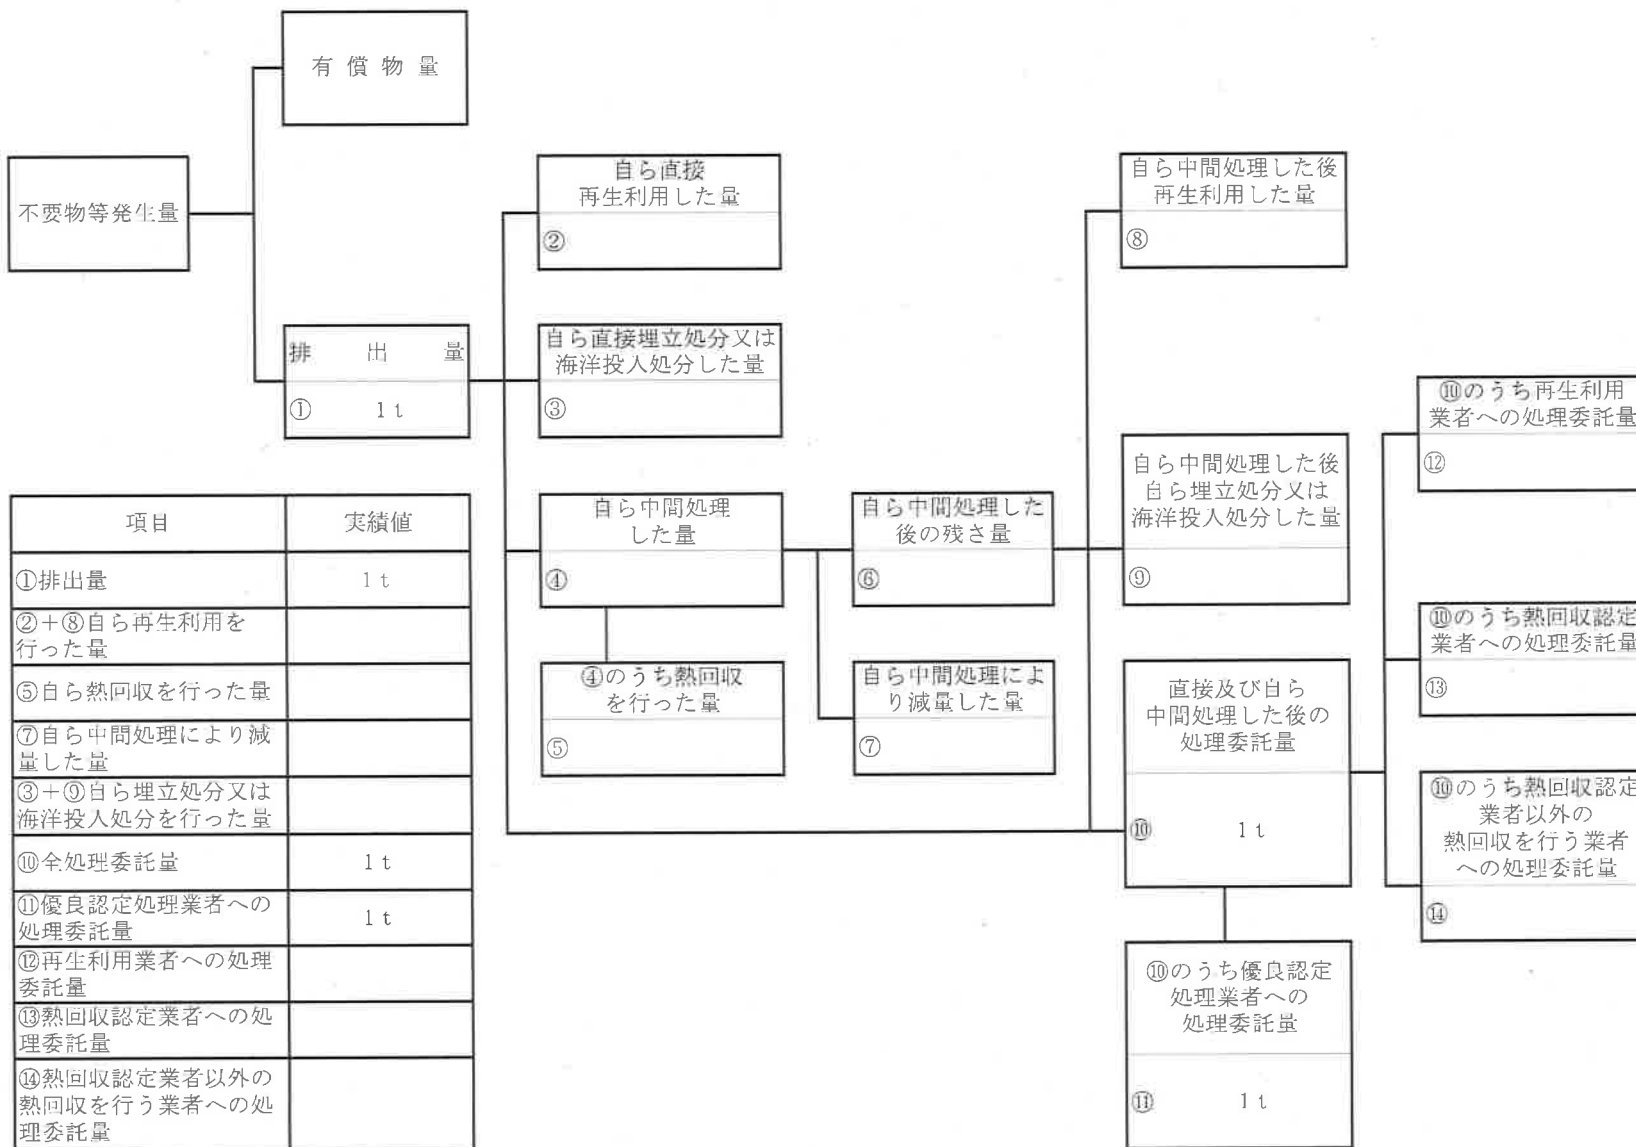 有償物量
不要物等発生量
排出量
① 1t
自ら直接
再生利用した量
②
自ら直接埋立処分又は
海洋投入処分した量
③
自ら中間処理
した量
④
④のうち熱回収
を行った量
⑤
自ら中間処理した
後の残さ量
⑥
自ら中間処理によ
り減量した量
⑦
自ら中間処理した後
再生利用した量
⑧
自ら中間処理した後
自ら埋立処分又は
海洋投入処分した量
⑨
直接及び自ら
中間処理した後の
処理委託量
⑩ 1t
⑩のうち優良認定
処理業者への
処理委託量
⑪ 1t
⑩のうち再生利用
業者への処理委託量
⑫
⑩のうち熱回収認定
業者への処理委託量
⑬
⑩のうち熱回収認定
業者以外の
熱回収を行う業者
への処理委託量
⑭
項目 実績値
①排出量 1t
②+⑧自ら再生利用を
行った量
⑤自ら熱回収を行った量
⑦自ら中間処理により減
量した量
③+⑨自ら埋立処分又は
海洋投入処分を行った量
⑩全処理委託量 1t
⑪優良認定処理業者への
処理委託量 1t
⑫再生利用業者への処理
委託量
⑬熱回収認定業者への処
理委託量
⑭熱回収認定業者以外の
熱回収を行う業者への処
理委託量